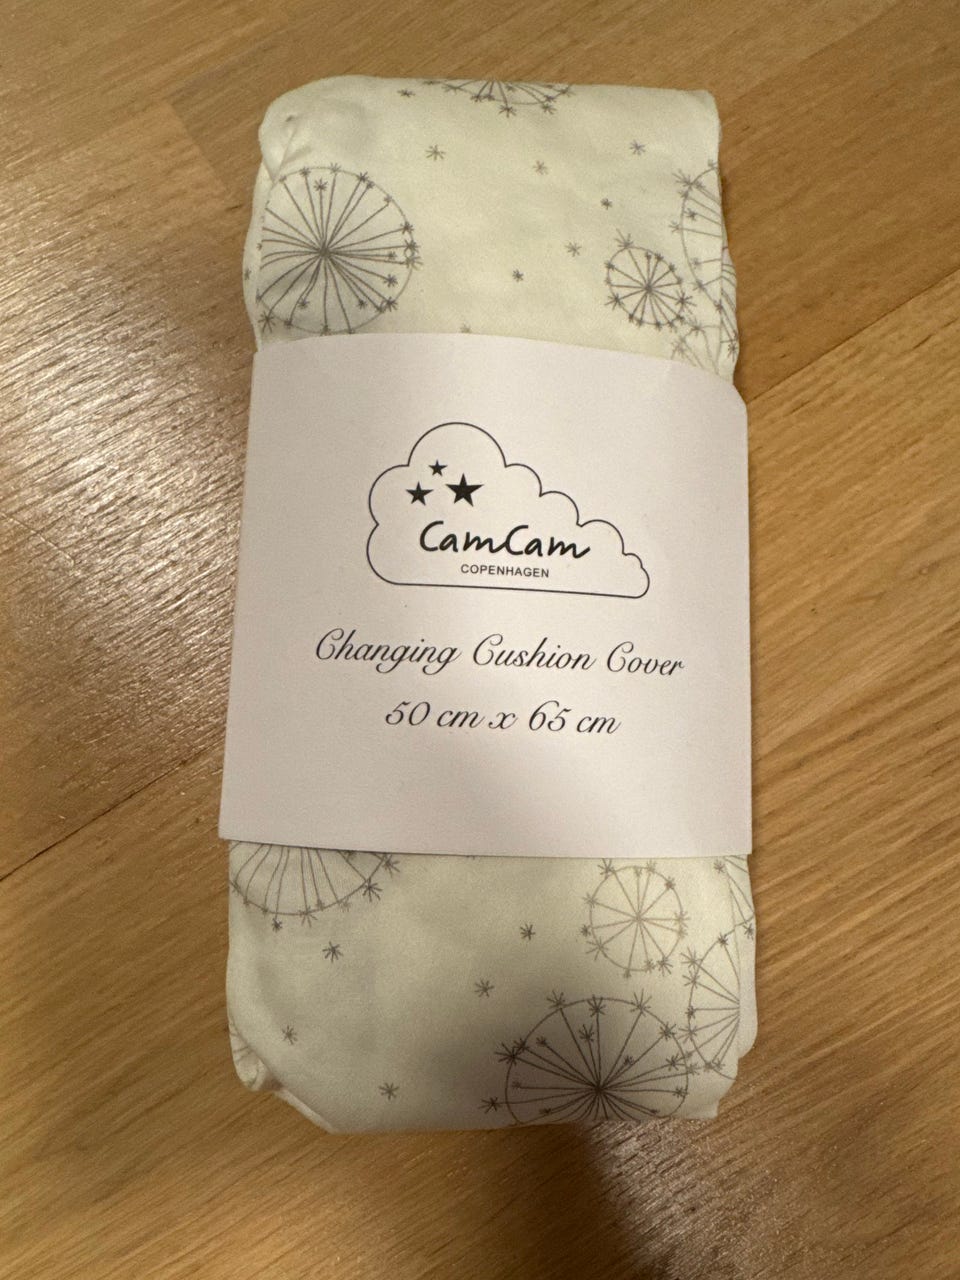 CamCam
COPENHAGEN
Changing Cushion Cover
50 cm x 65 cm